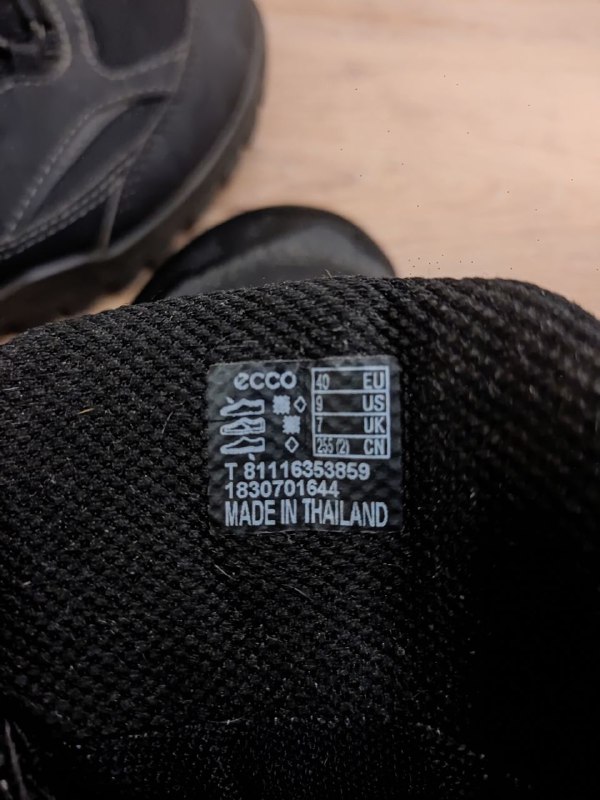 ecco
40 EU
9 US
7 UK
255 (2) CN
T 81116353859
1830701644
MADE IN THAILAND